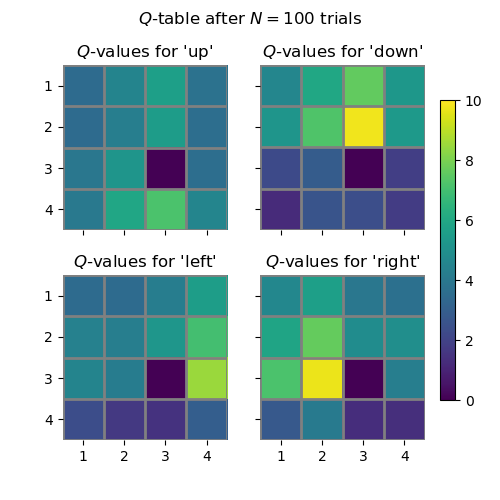 Q-table after N = 100 trials
Q-values for 'up'
Q-values for 'down'
1
2
3
4
10
8
6
4
2
0
Q-values for 'left'
Q-values for 'right'
1
2
3
4
1 2 3 4
1 2 3 4